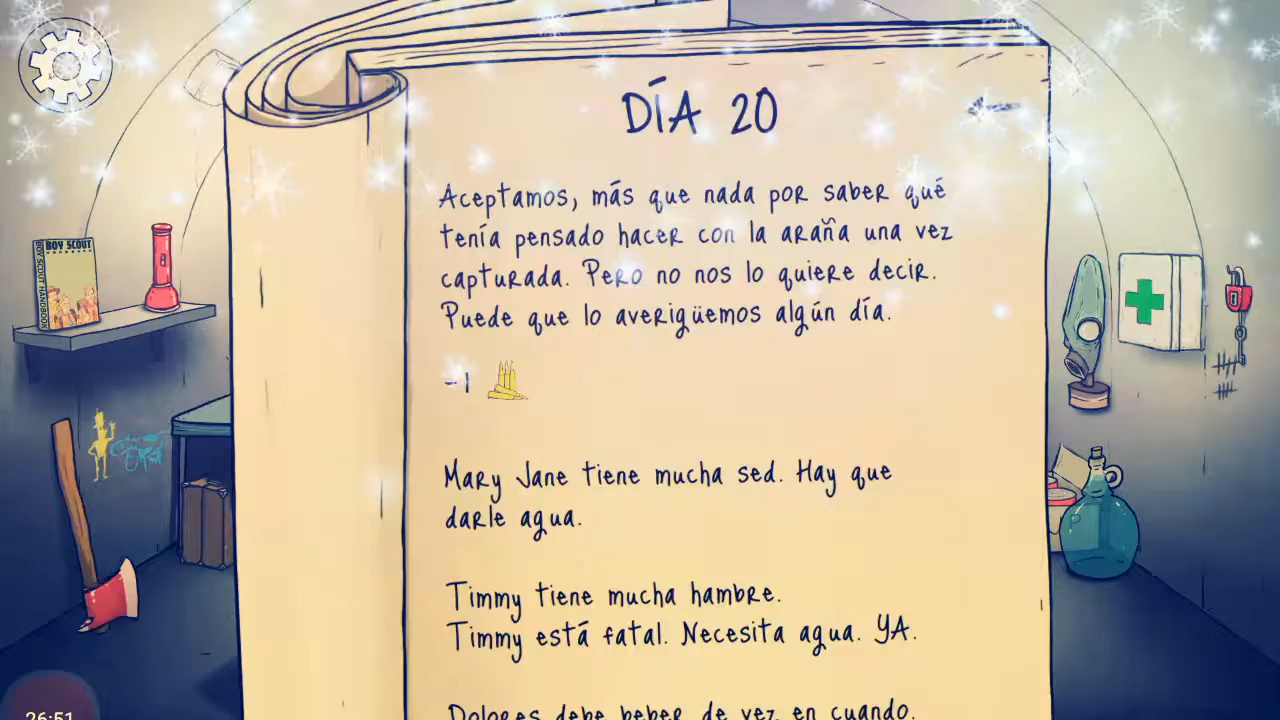 DÍA 20
Aceptamos, más que nada por saber qué
tenía pensado hacer con la araña una vez
capturada. Pero no nos lo quiere decir.
Puede que lo averigüemos algún día.
-1
Mary Jane tiene mucha sed. Hay que
darle agua.
Timmy tiene mucha hambre.
Timmy está fatal. Necesita agua. YA.
Dolores debe beber de vez en cuando.
BOY SCOUT
BOY SCOUT HANDBOOK
26:51